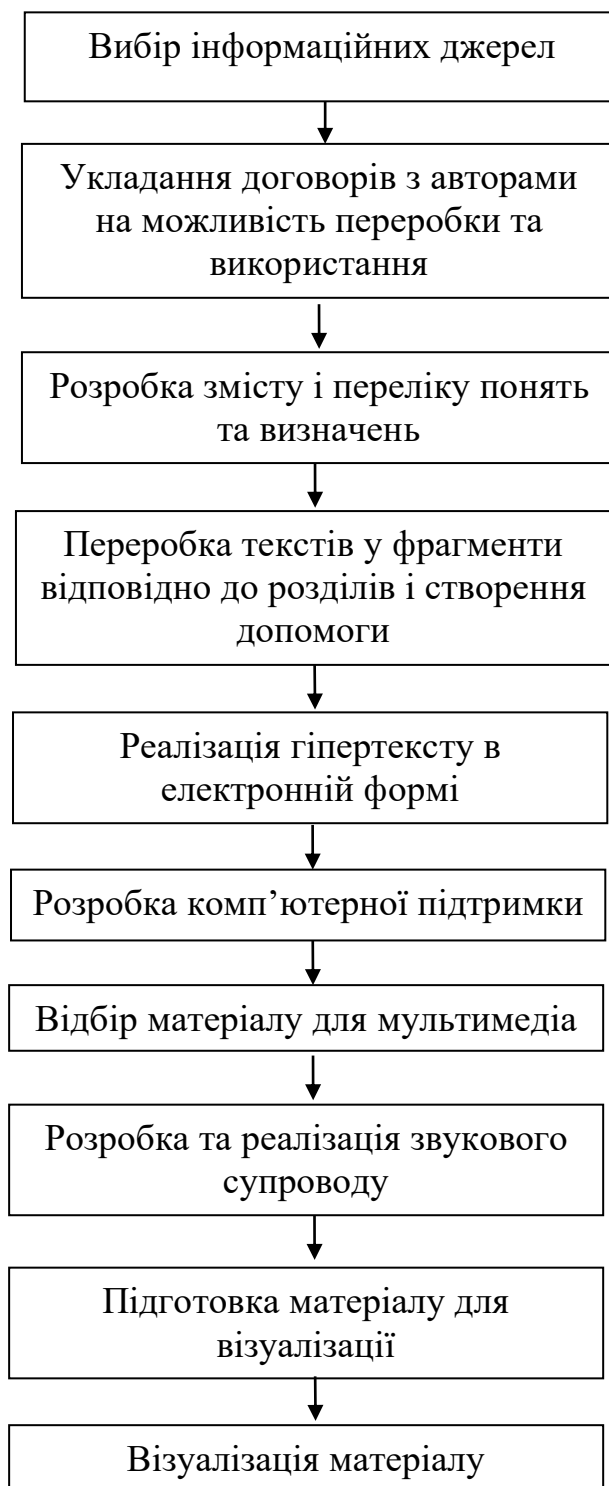 Вибір інформаційних джерел
Укладання договорів з авторами
на можливість переробки та
використання
Розробка змісту і переліку понять
та визначень
Переробка текстів у фрагменти
відповідно до розділів і створення
допомоги
Реалізація гіпертексту в
електронній формі
Розробка комп’ютерної підтримки
Відбір матеріалу для мультимедіа
Розробка та реалізація звукового
супроводу
Підготовка матеріалу для
візуалізації
Візуалізація матеріалу